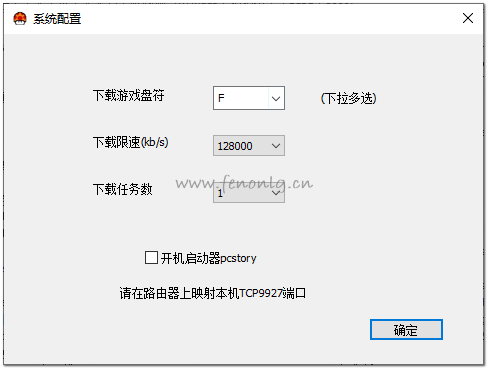 系统配置
下载游戏盘符 F (下拉多选)
下载限速(kb/s) 128000
www.fenonlg.cn
下载任务数 1
开机启动器pcstory
请在路由器上映射本机TCP9927端口
确定